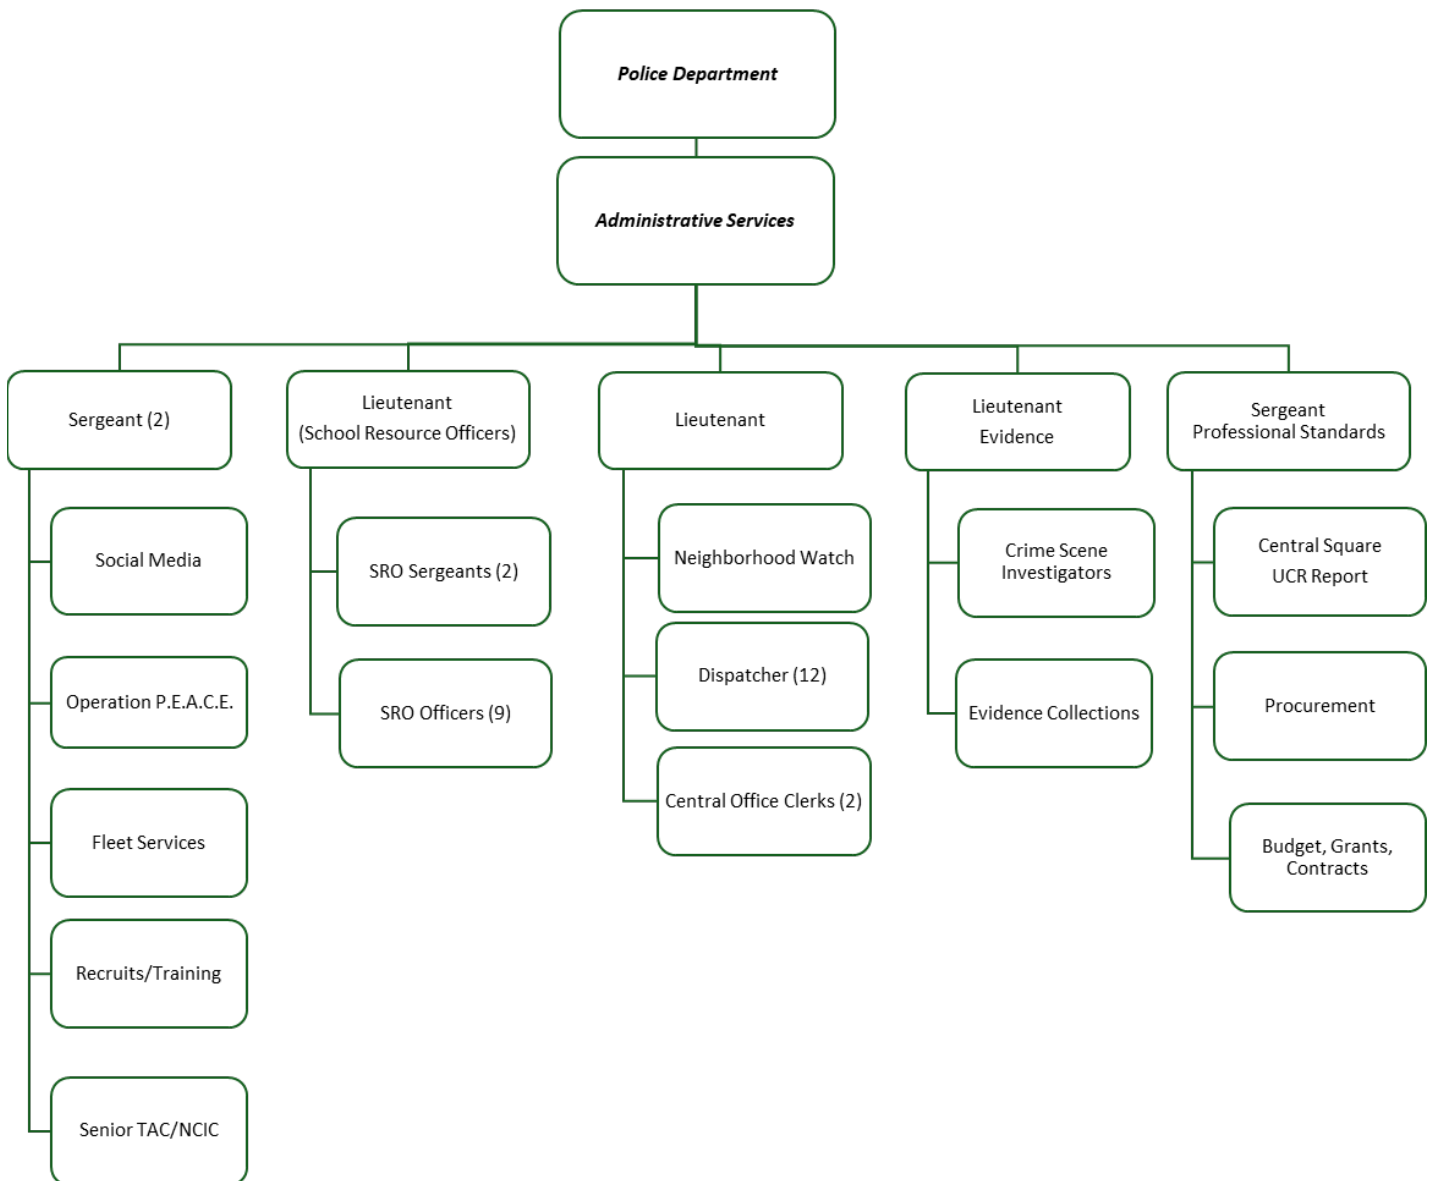 Police Department
Administrative Services
Sergeant (2)
Lieutenant
(School Resource Officers)
Lieutenant
Lieutenant
Evidence
Sergeant
Professional Standards
Social Media
Operation P.E.A.C.E.
Fleet Services
Recruits/Training
Senior TAC/NCIC
SRO Sergeants (2)
SRO Officers (9)
Neighborhood Watch
Dispatcher (12)
Central Office Clerks (2)
Crime Scene
Investigators
Evidence Collections
Central Square
UCR Report
Procurement
Budget, Grants,
Contracts